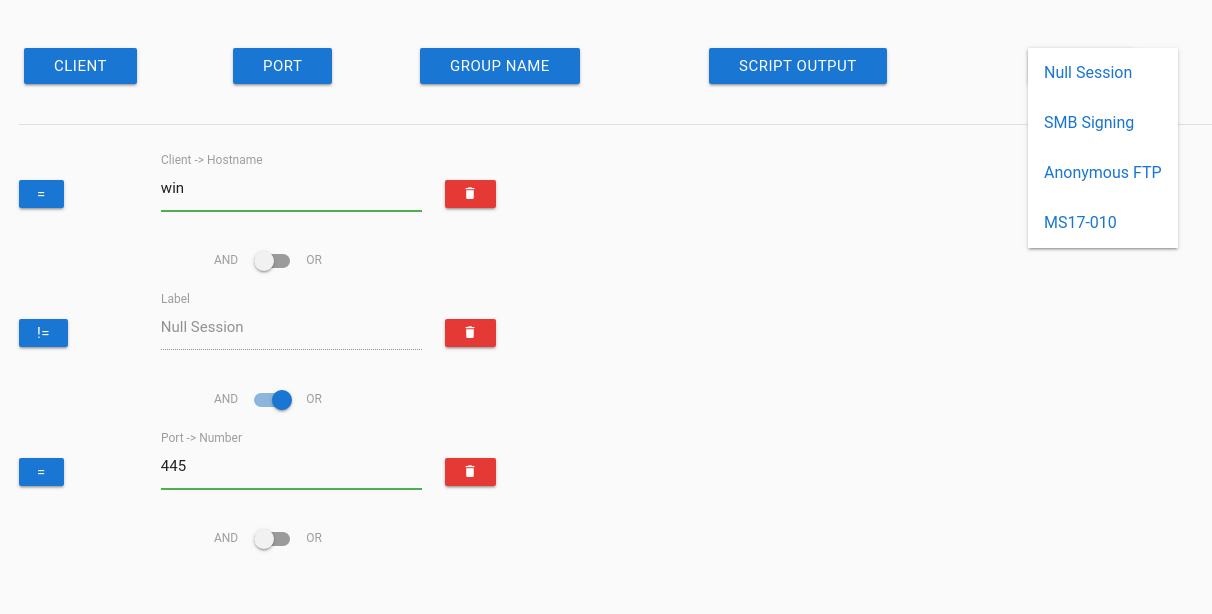 CLIENT PORT GROUP NAME SCRIPT OUTPUT
Null Session
SMB Signing
Anonymous FTP
MS17-010
Client -> Hostname
= win
AND OR
Label
!= Null Session
AND OR
Port -> Number
= 445
AND OR